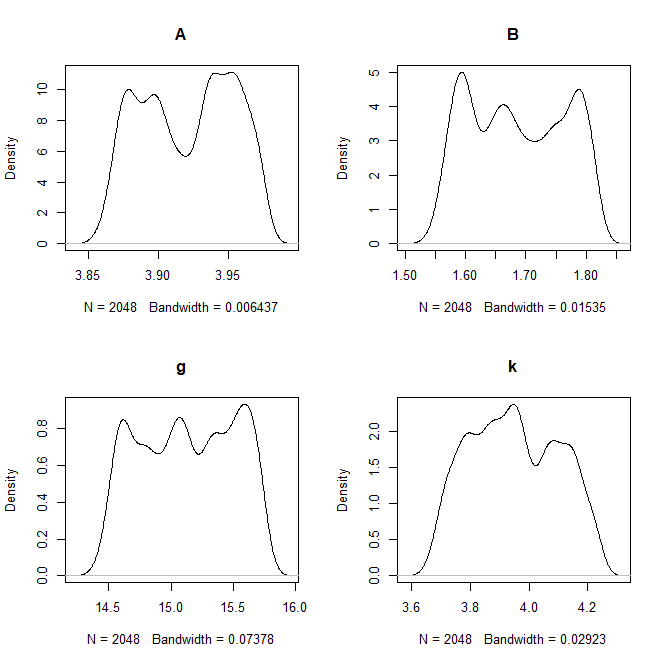 A
Density
0 2 4 6 8 10
3.85 3.90 3.95
N = 2048 Bandwidth = 0.006437
B
Density
0 1 2 3 4 5
1.50 1.60 1.70 1.80
N = 2048 Bandwidth = 0.01535
g
Density
0.0 0.2 0.4 0.6 0.8
14.5 15.0 15.5 16.0
N = 2048 Bandwidth = 0.07378
k
Density
0.0 0.5 1.0 1.5 2.0
3.6 3.8 4.0 4.2
N = 2048 Bandwidth = 0.02923